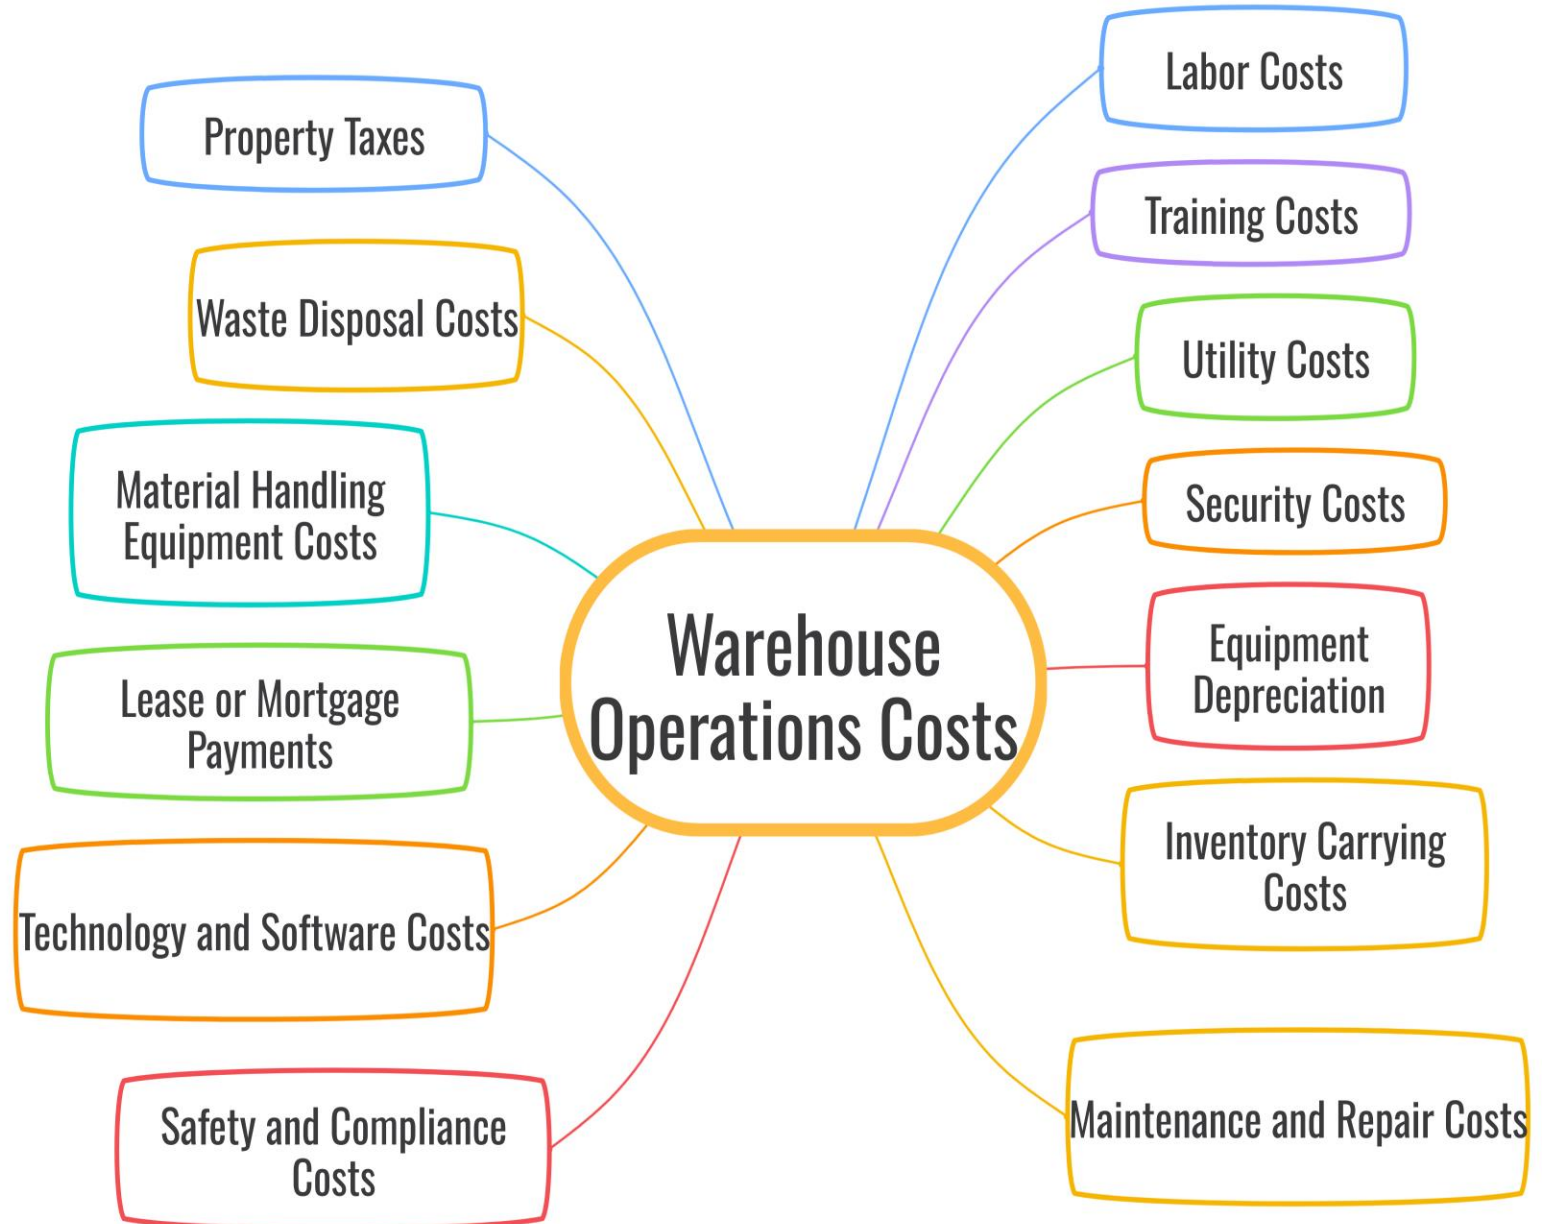 Property Taxes
Waste Disposal Costs
Material Handling
Equipment Costs
Lease or Mortgage
Payments
Technology and Software Costs
Safety and Compliance
Costs
Warehouse
Operations Costs
Labor Costs
Training Costs
Utility Costs
Security Costs
Equipment
Depreciation
Inventory Carrying
Costs
Maintenance and Repair Costs